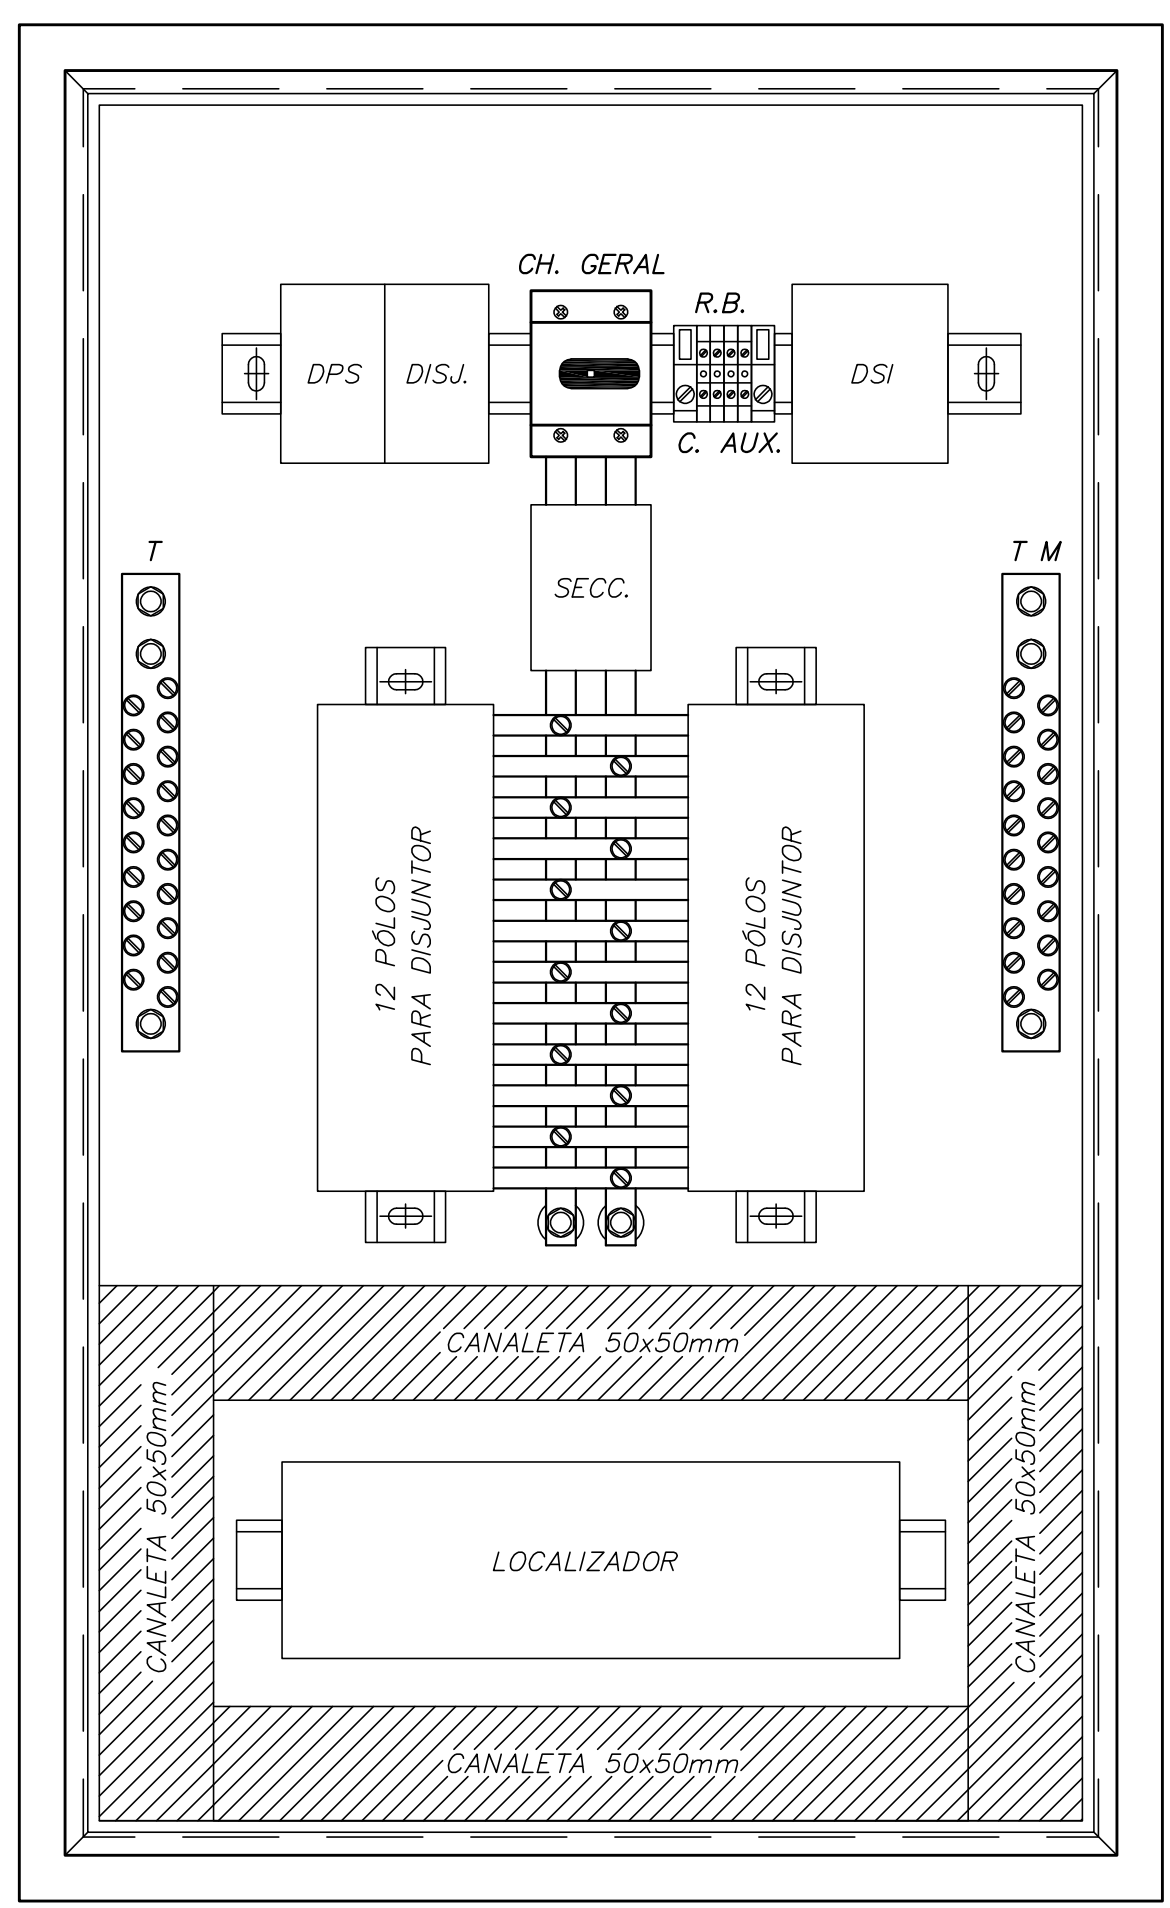 CH. GERAL
R.B.
DPS
DISJ.
DSI
C. AUX.
T
T M
SECC.
12 PÓLOS
PARA DISJUNTOR
12 PÓLOS
PARA DISJUNTOR
CANALETA 50x50mm
CANALETA 50x50mm
CANALETA 50x50mm
LOCALIZADOR
CANALETA 50x50mm